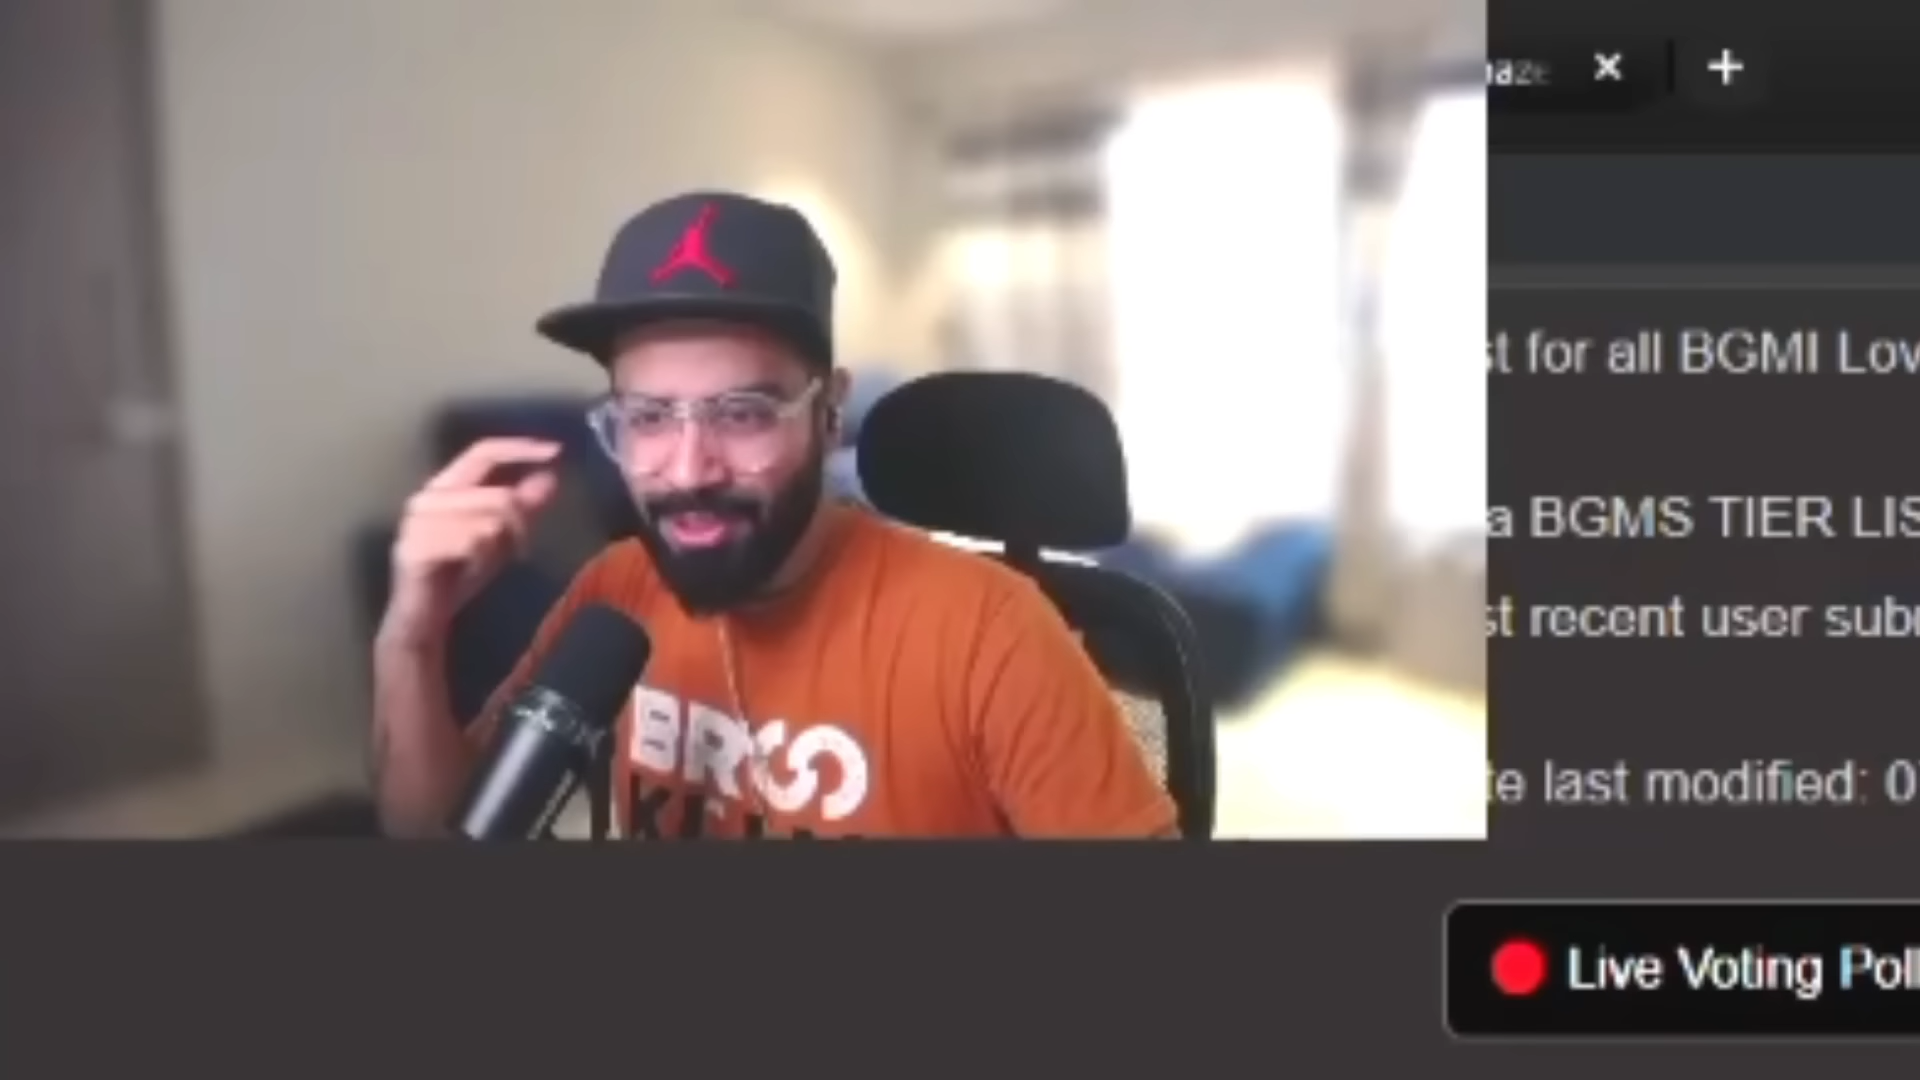 st for all BGMI Lov
a BGMS TIER LIS
st recent user sub
te last modified: 0
Live Voting Poll
BRO